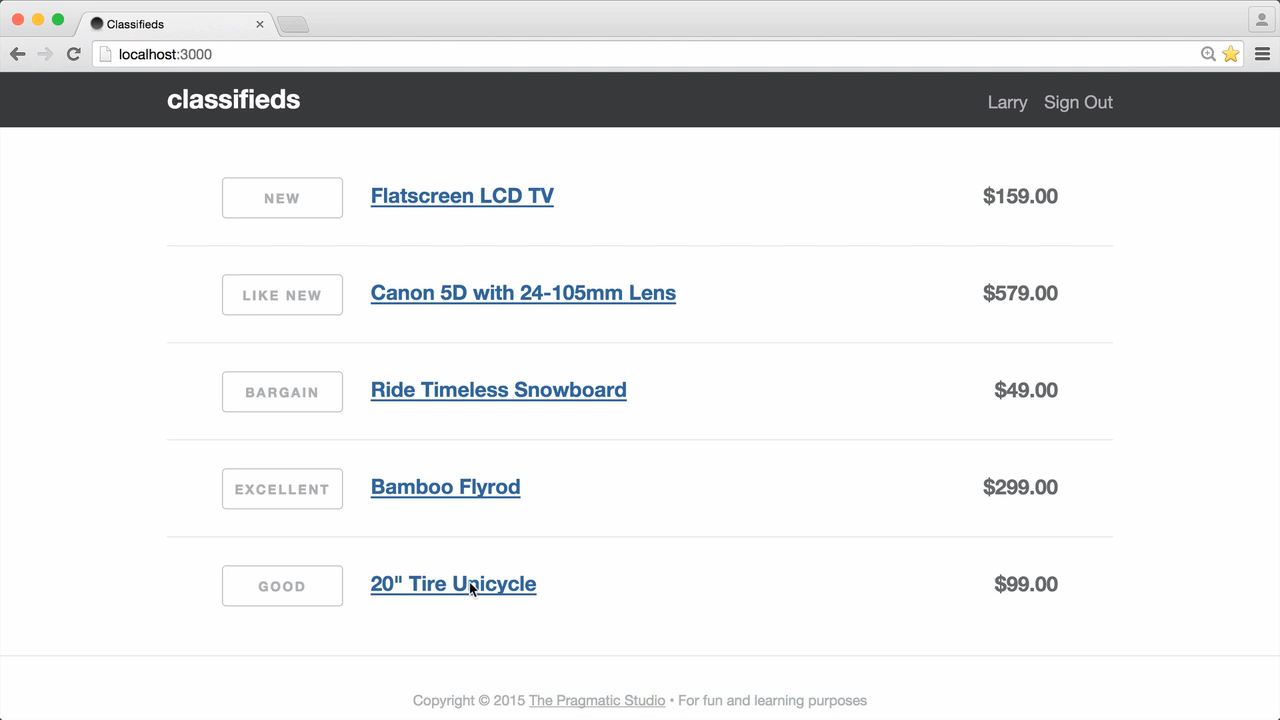 Classifieds
localhost:3000
classifieds Larry Sign Out
NEW Flatscreen LCD TV $159.00
LIKE NEW Canon 5D with 24-105mm Lens $579.00
BARGAIN Ride Timeless Snowboard $49.00
EXCELLENT Bamboo Flyrod $299.00
GOOD 20" Tire Unicycle $99.00
Copyright © 2015 The Pragmatic Studio • For fun and learning purposes